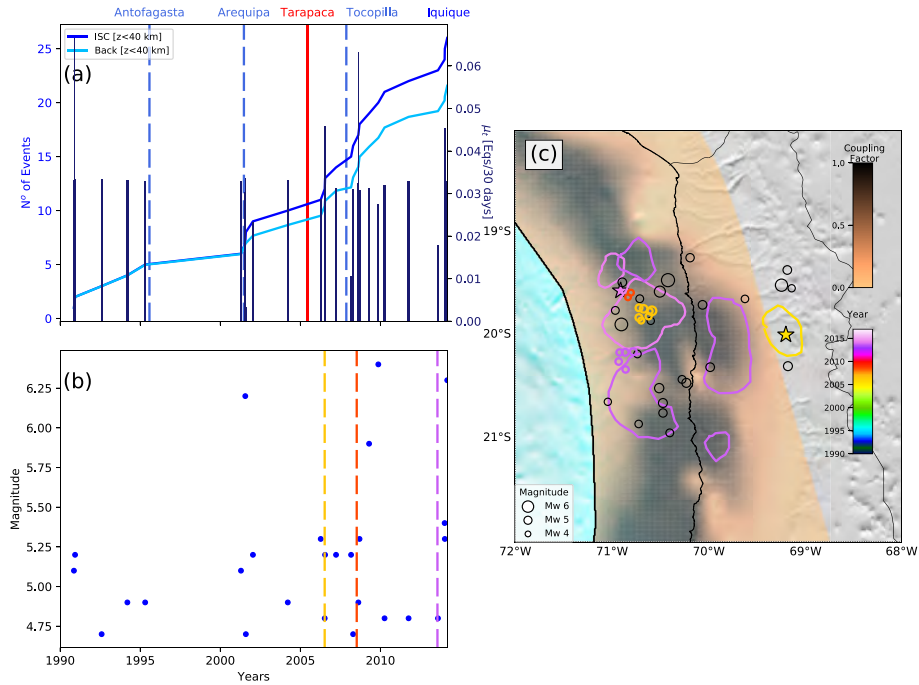 Antofagasta Arequipa Tarapaca Tocopilla Iquique
ISC [z<40 km]
Back [z<40 km]
(a)
25
20
15
10
5
0
N° of Events
0.06
0.05
0.04
0.03
0.02
0.01
0.00
μt [Eqs/30 days]
(b)
6.25
6.00
5.75
5.50
5.25
5.00
4.75
Magnitude
1990 1995 2000 2005 2010
Years
(c)
Coupling
Factor
1,0
0,5
0,0
Year
2015
2010
2005
2000
1995
1990
19°S
20°S
21°S
Magnitude
Mw 6
Mw 5
Mw 4
72°W 71°W 70°W 69°W 68°W